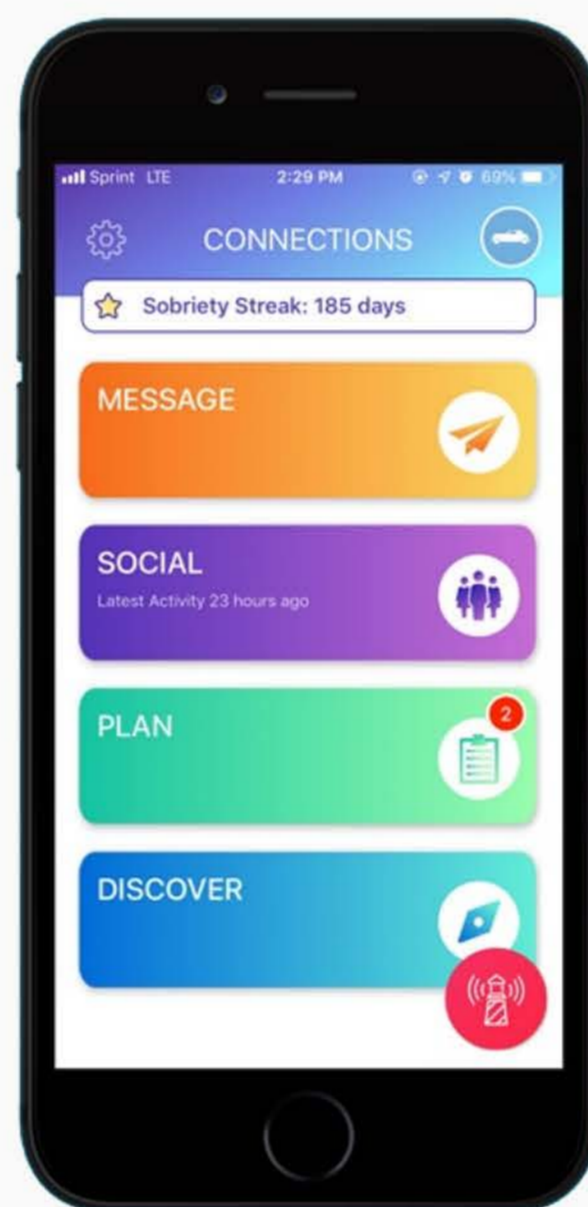 Sprint LTE 2:29 PM 69%
CONNECTIONS
Sobriety Streak: 185 days
MESSAGE
SOCIAL
Latest Activity 23 hours ago
PLAN
2
DISCOVER